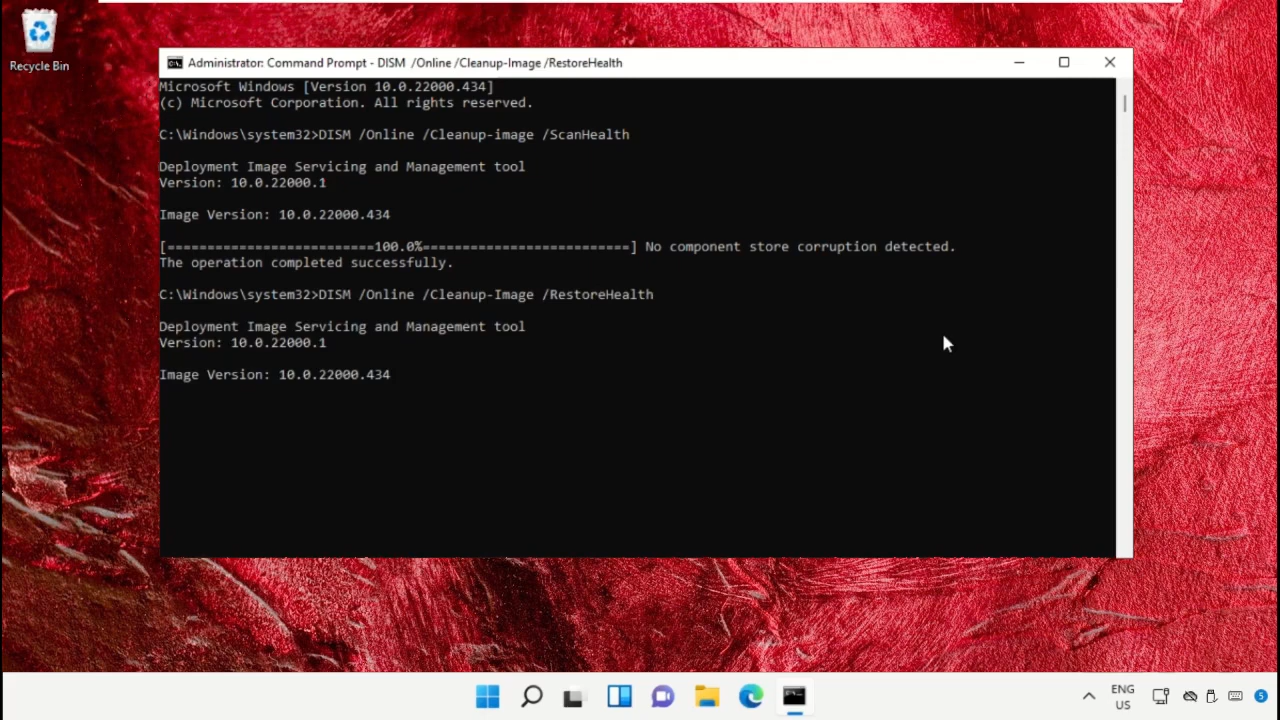 Recycle Bin
Administrator: Command Prompt - DISM  /Online /Cleanup-Image /RestoreHealth
Microsoft Windows [Version 10.0.22000.434]
(c) Microsoft Corporation. All rights reserved.
C:\Windows\system32>DISM /Online /Cleanup-image /ScanHealth
Deployment Image Servicing and Management tool
Version: 10.0.22000.1
Image Version: 10.0.22000.434
[==========================100.0%==========================] No component store corruption detected.
The operation completed successfully.
C:\Windows\system32>DISM /Online /Cleanup-Image /RestoreHealth
Deployment Image Servicing and Management tool
Version: 10.0.22000.1
Image Version: 10.0.22000.434
ENG
US
5